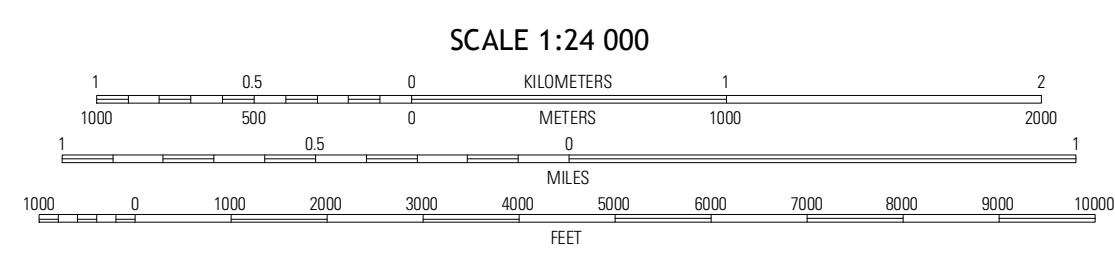 SCALE 1:24 000
1 0.5 0 KILOMETERS 1 2
1000 500 0 METERS 1000 2000
1 0.5 0 1
MILES
1000 0 1000 2000 3000 4000 5000 6000 7000 8000 9000 10000
FEET